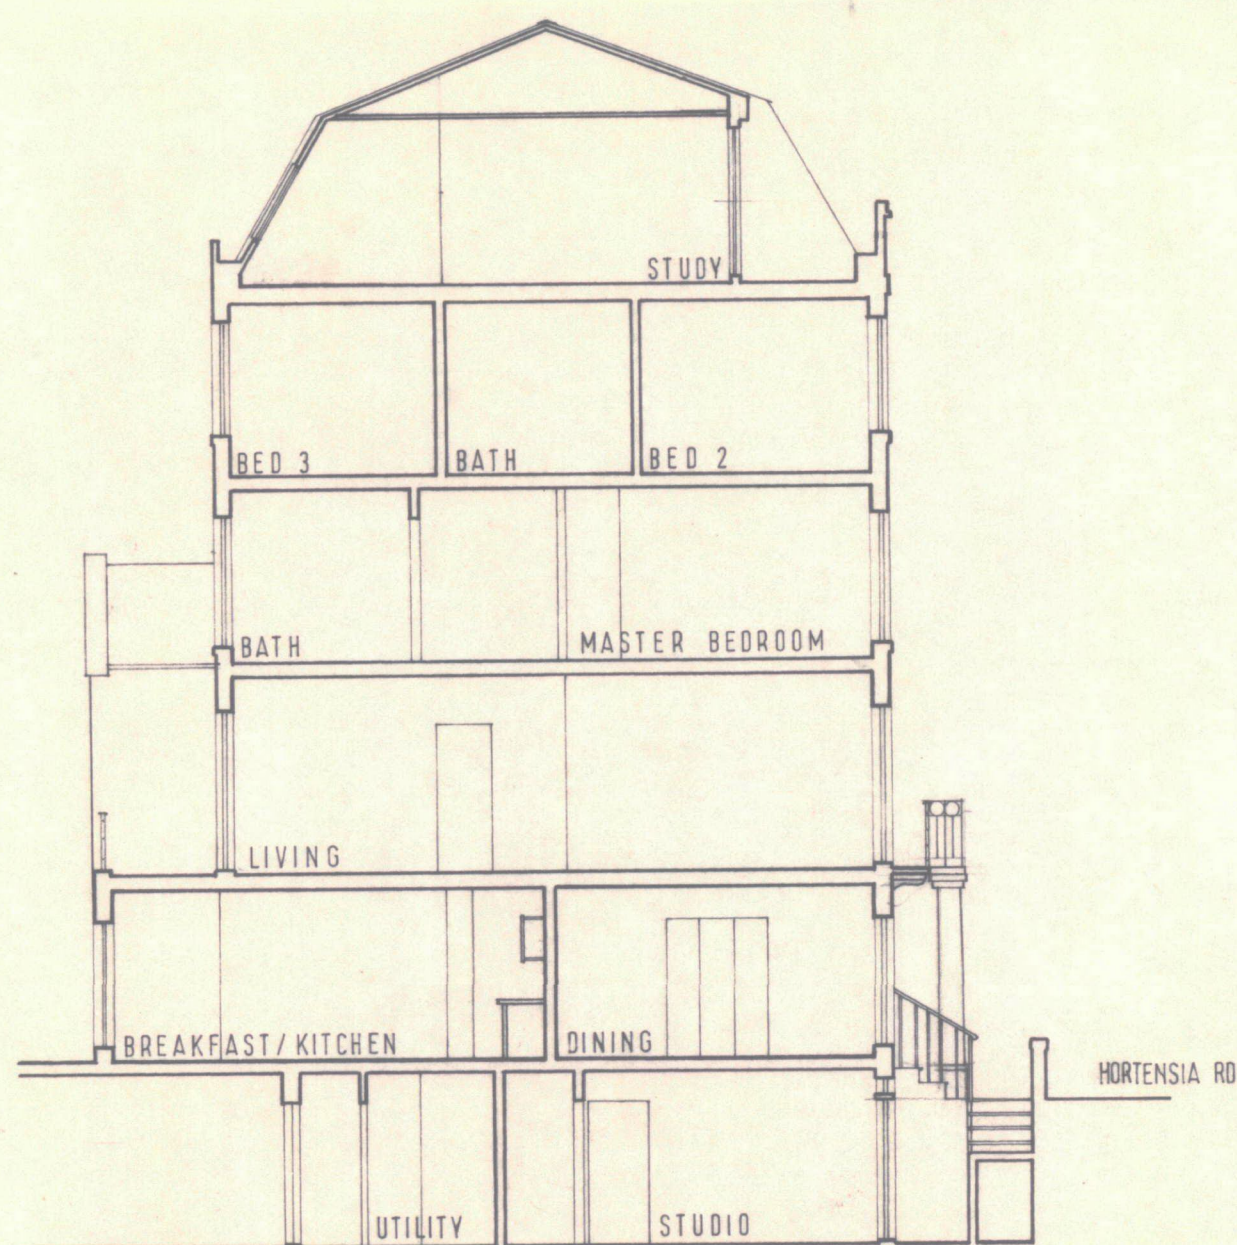 STUDY
BED 3 BATH BED 2
BATH MASTER BEDROOM
LIVING
BREAKFAST/KITCHEN DINING
HORTENSIA RD
UTILITY STUDIO